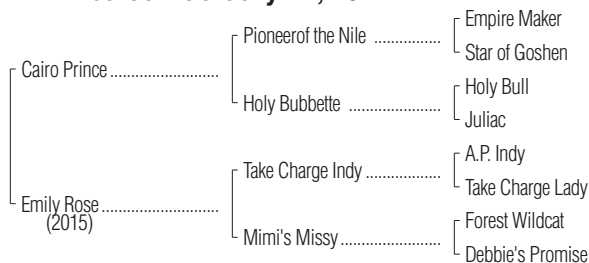 Pioneerof the Nile ..................
Empire Maker
Star of Goshen
Cairo Prince ........................
Holy Bubbette .....................
Holy Bull
Juliac
Take Charge Indy .................
A.P. Indy
Take Charge Lady
Emily Rose..........................
(2015)
Mimi's Missy.......................
Forest Wildcat
Debbie's Promise